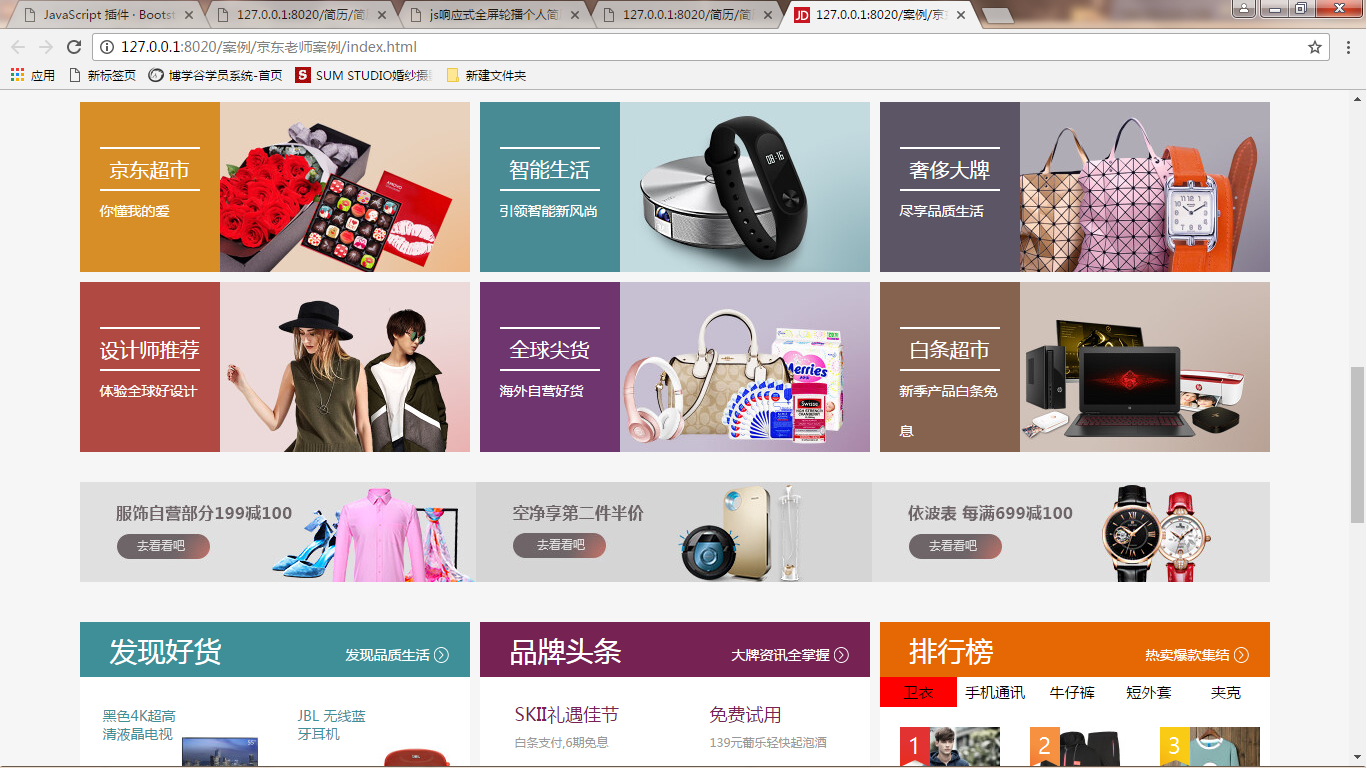 JavaScript 插件 · Bootst
127.0.0.1:8020/简历/简
js响应式全屏轮播个人简
127.0.0.1:8020/简历/简
JD 127.0.0.1:8020/案例/京
127.0.0.1:8020/案例/京东老师案例/index.html
应用 新标签页 博学谷学员系统-首页 S SUM STUDIO婚纱摄 新建文件夹
京东超市
你懂我的爱
智能生活
引领智能新风尚
08:16
奢侈大牌
尽享品质生活
设计师推荐
体验全球好设计
全球尖货
海外自营好货
Merries
Swisse
HIGH STRENGTH
CRANBERRY
白条超市
新季产品白条免
息
服饰自营部分199减100
去看看吧
空净享第二件半价
去看看吧
依波表 每满699减100
去看看吧
发现好货
发现品质生活
品牌头条
大牌资讯全掌握
排行榜
热卖爆款集结
卫衣 手机通讯 牛仔裤 短外套 夹克
黑色4K超高
清液晶电视
55"
JBL 无线蓝
牙耳机
JBL
SKII礼遇佳节
白条支付,6期免息
免费试用
139元葡乐轻快起泡酒
1
2
3